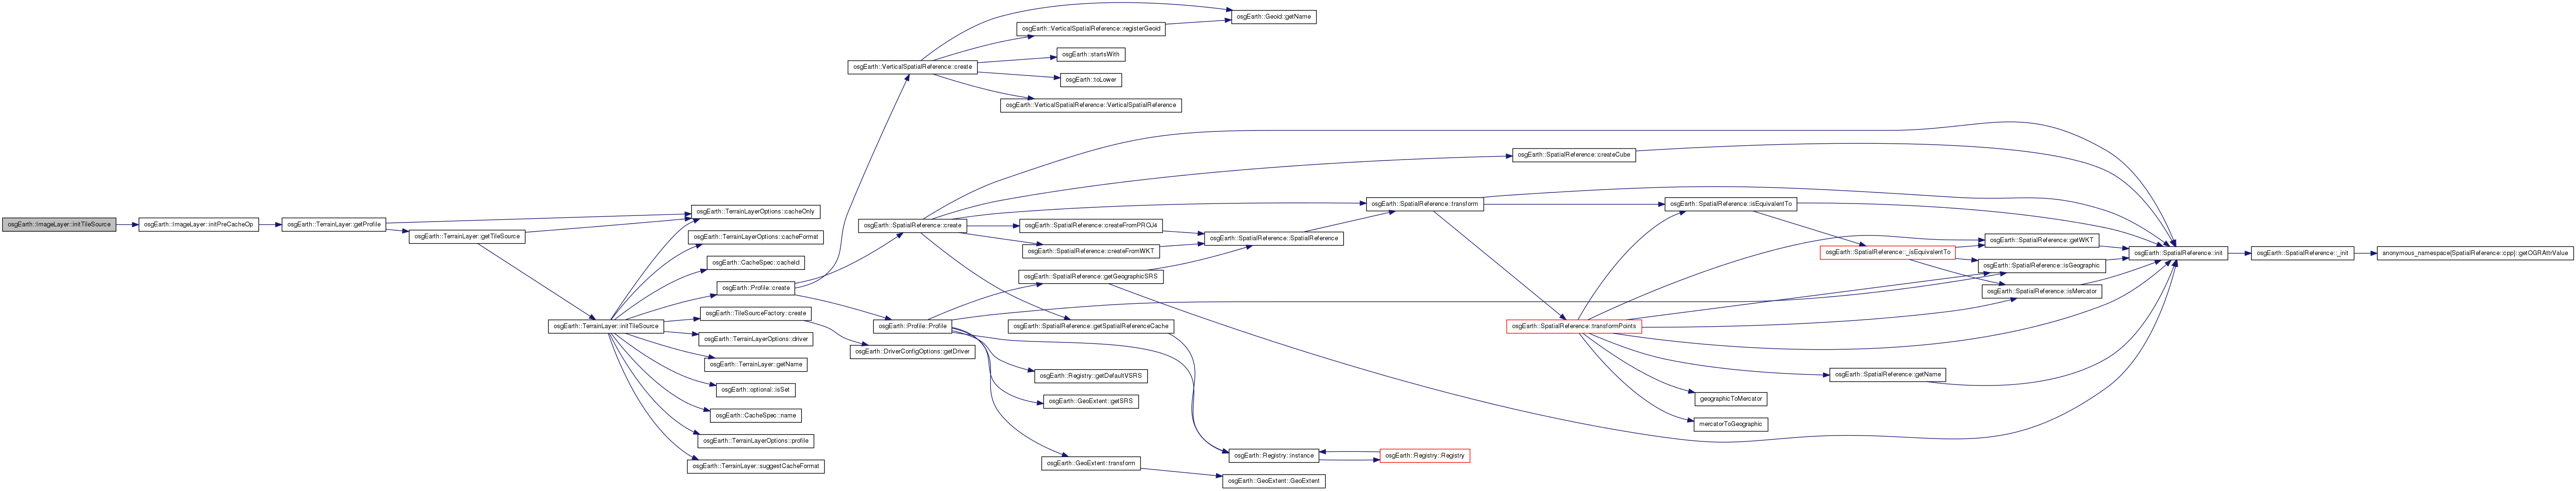 osgEarth::ImageLayer::initTileSource
osgEarth::ImageLayer::initPreCacheOp
osgEarth::TerrainLayer::getProfile
osgEarth::TerrainLayer::getTileSource
osgEarth::TerrainLayer::initTileSource
osgEarth::TerrainLayerOptions::cacheOnly
osgEarth::TerrainLayerOptions::cacheFormat
osgEarth::CacheSpec::cacheId
osgEarth::Profile::create
osgEarth::TileSourceFactory::create
osgEarth::TerrainLayerOptions::driver
osgEarth::TerrainLayer::getName
osgEarth::optional::isSet
osgEarth::CacheSpec::name
osgEarth::TerrainLayerOptions::profile
osgEarth::TerrainLayer::suggestCacheFormat
osgEarth::VerticalSpatialReference::create
osgEarth::SpatialReference::create
osgEarth::Profile::Profile
osgEarth::DriverConfigOptions::getDriver
osgEarth::VerticalSpatialReference::registerGeoid
osgEarth::startsWith
osgEarth::toLower
osgEarth::VerticalSpatialReference::VerticalSpatialReference
osgEarth::SpatialReference::createFromPROJ4
osgEarth::SpatialReference::createFromWKT
osgEarth::SpatialReference::getGeographicSRS
osgEarth::SpatialReference::getSpatialReferenceCache
osgEarth::Registry::getDefaultVSRS
osgEarth::GeoExtent::getSRS
osgEarth::GeoExtent::transform
osgEarth::Geoid::getName
osgEarth::SpatialReference::SpatialReference
osgEarth::Registry::instance
osgEarth::GeoExtent::GeoExtent
osgEarth::SpatialReference::transform
osgEarth::Registry::Registry
osgEarth::SpatialReference::createCube
osgEarth::SpatialReference::transformPoints
osgEarth::SpatialReference::isEquivalentTo
geographicToMercator
mercatorToGeographic
osgEarth::SpatialReference::_isEquivalentTo
osgEarth::SpatialReference::getName
osgEarth::SpatialReference::getWKT
osgEarth::SpatialReference::isGeographic
osgEarth::SpatialReference::isMercator
osgEarth::SpatialReference::init
osgEarth::SpatialReference::_init
anonymous_namespace{SpatialReference.cpp}::getOGRAttrValue